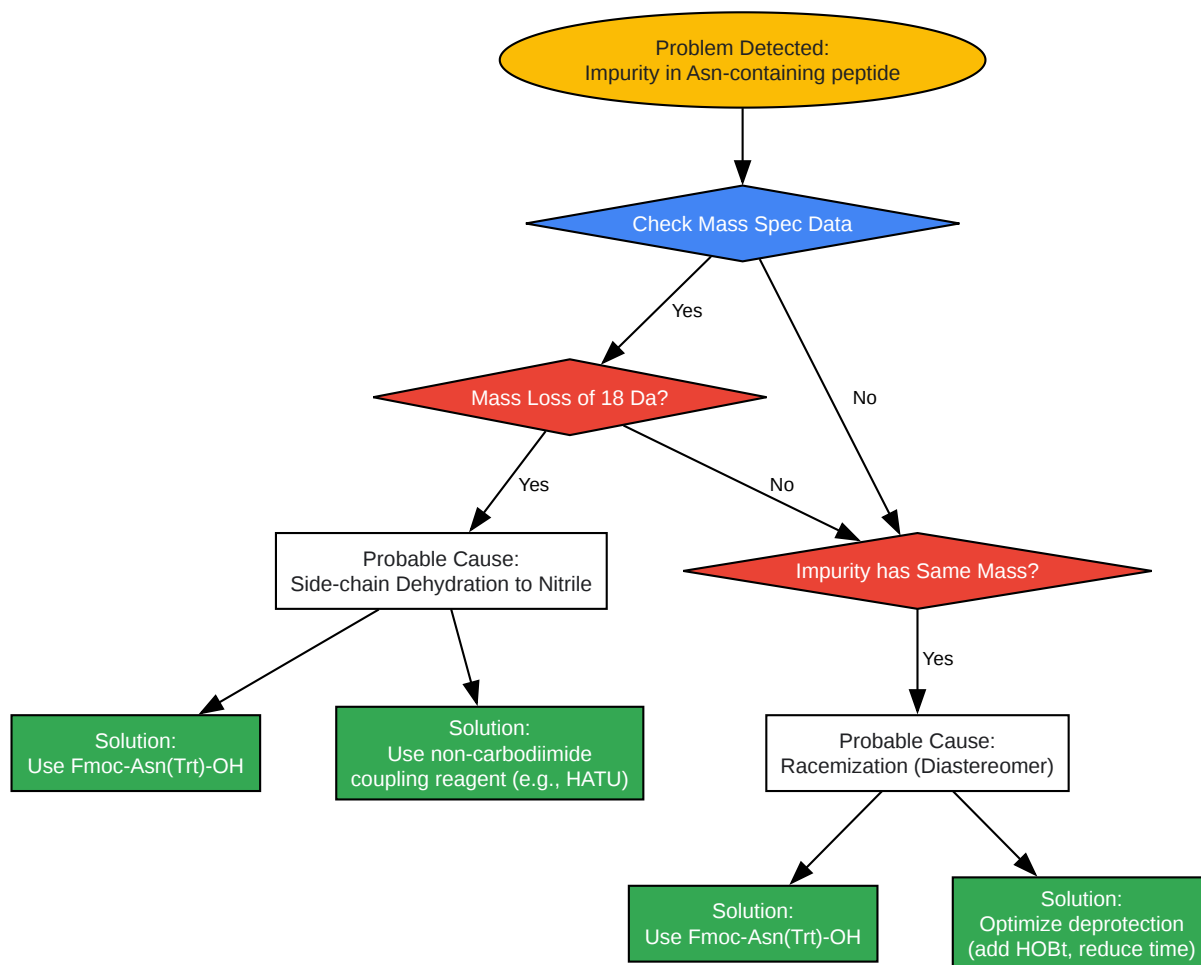 Problem Detected:
Impurity in Asn-containing peptide
Check Mass Spec Data
Yes
No
Mass Loss of 18 Da?
Yes
No
Probable Cause:
Side-chain Dehydration to Nitrile
Impurity has Same Mass?
Yes
Solution:
Use Fmoc-Asn(Trt)-OH
Solution:
Use non-carbodiimide
coupling reagent (e.g., HATU)
Probable Cause:
Racemization (Diastereomer)
Solution:
Use Fmoc-Asn(Trt)-OH
Solution:
Optimize deprotection
(add HOBt, reduce time)